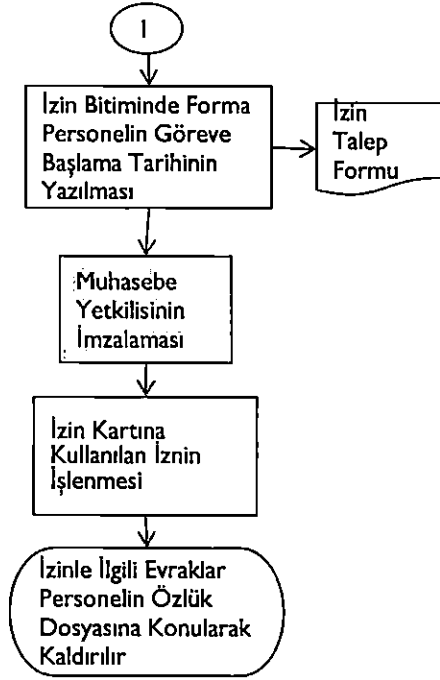 1
İzin Bitiminde Forma
Personelin Göreve
Başlama Tarihinin
Yazılması
İzin
Talep
Formu
Muhasebe
Yetkilisinin
İmzalaması
İzin Kartına
Kullanılan İznin
İşlenmesi
İzinle İlgili Evraklar
Personelin Özlük
Dosyasına Konularak
Kaldırılır